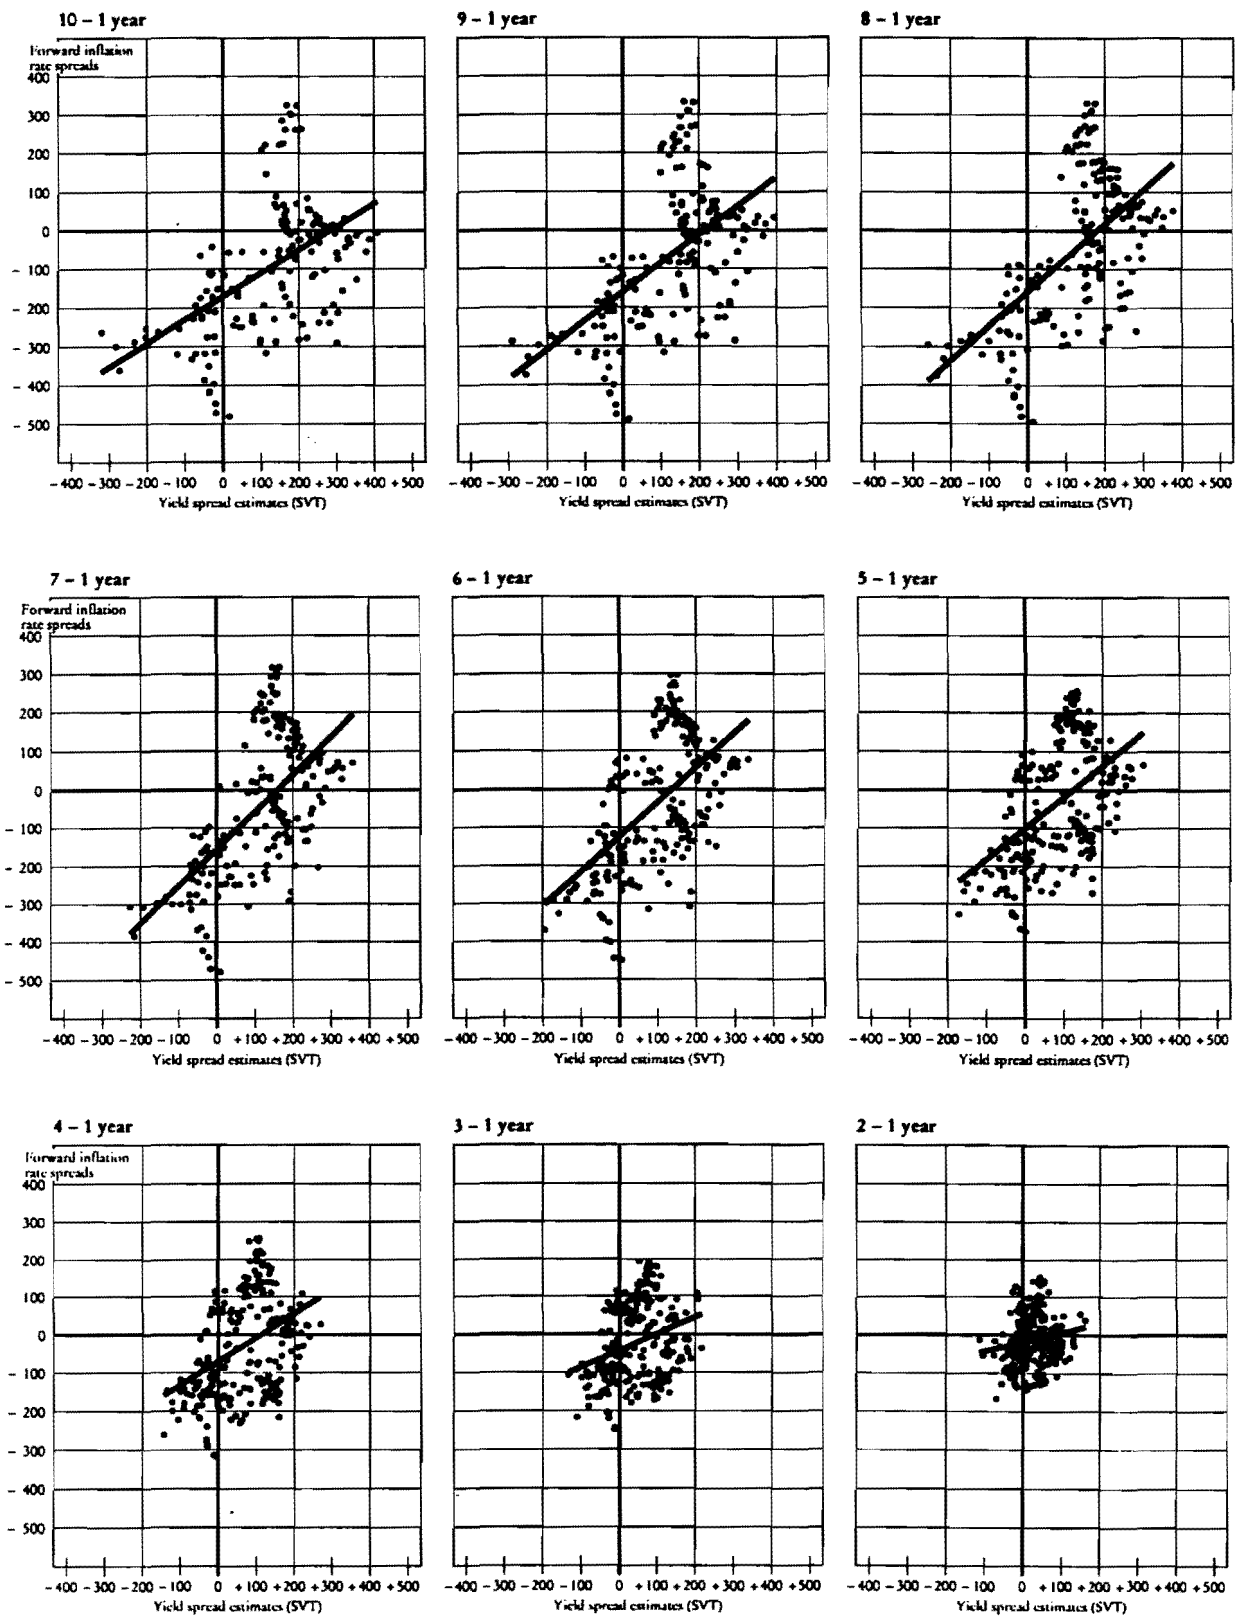 10 – 1 year
9 – 1 year
8 – 1 year
Forward inflation
rate spreads
400
300
200
100
0
– 100
– 200
– 300
– 400
– 500
– 400 – 300 – 200 – 100 0 + 100 + 200 + 300 + 400 + 500
– 400 – 300 – 200 – 100 0 + 100 + 200 + 300 + 400 + 500
– 400 – 300 – 200 – 100 0 + 100 + 200 + 300 + 400 + 500
Yield spread estimates (SVT)
Yield spread estimates (SVT)
Yield spread estimates (SVT)
7 – 1 year
6 – 1 year
5 – 1 year
Forward inflation
rate spreads
400
300
200
100
0
– 100
– 200
– 300
– 400
– 500
– 400 – 300 – 200 – 100 0 + 100 + 200 + 300 + 400 + 500
– 400 – 300 – 200 – 100 0 + 100 + 200 + 300 + 400 + 500
– 400 – 300 – 200 – 100 0 + 100 + 200 + 300 + 400 + 500
Yield spread estimates (SVT)
Yield spread estimates (SVT)
Yield spread estimates (SVT)
4 – 1 year
3 – 1 year
2 – 1 year
Forward inflation
rate spreads
400
300
200
100
0
– 100
– 200
– 300
– 400
– 500
– 400 – 300 – 200 – 100 0 + 100 + 200 + 300 + 400 + 500
– 400 – 300 – 200 – 100 0 + 100 + 200 + 300 + 400 + 500
– 400 – 300 – 200 – 100 0 + 100 + 200 + 300 + 400 + 500
Yield spread estimates (SVT)
Yield spread estimates (SVT)
Yield spread estimates (SVT)